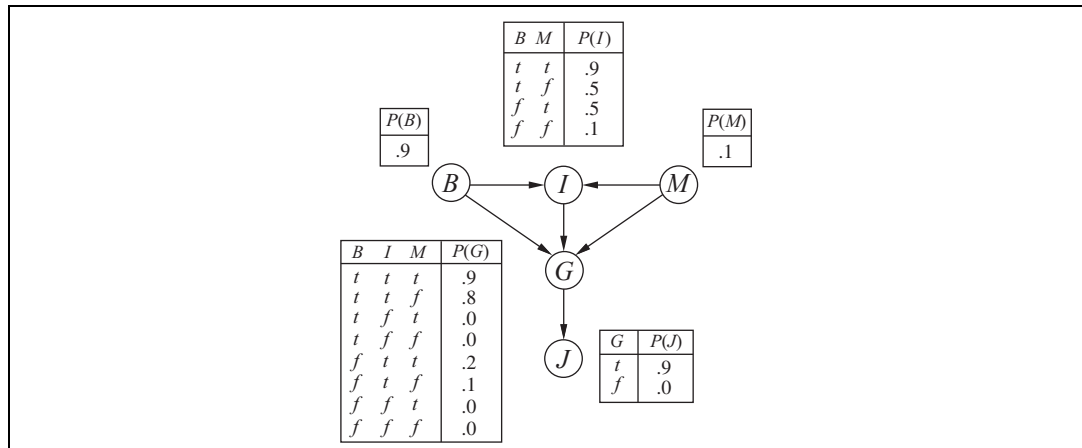 B M P(I)
t t .9
t f .5
f t .5
f f .1
P(B)
.9
P(M)
.1
B
I
M
B I M P(G)
t t t .9
t t f .8
t f t .0
t f f .0
f t t .2
f t f .1
f f t .0
f f f .0
G
J
G P(J)
t .9
f .0